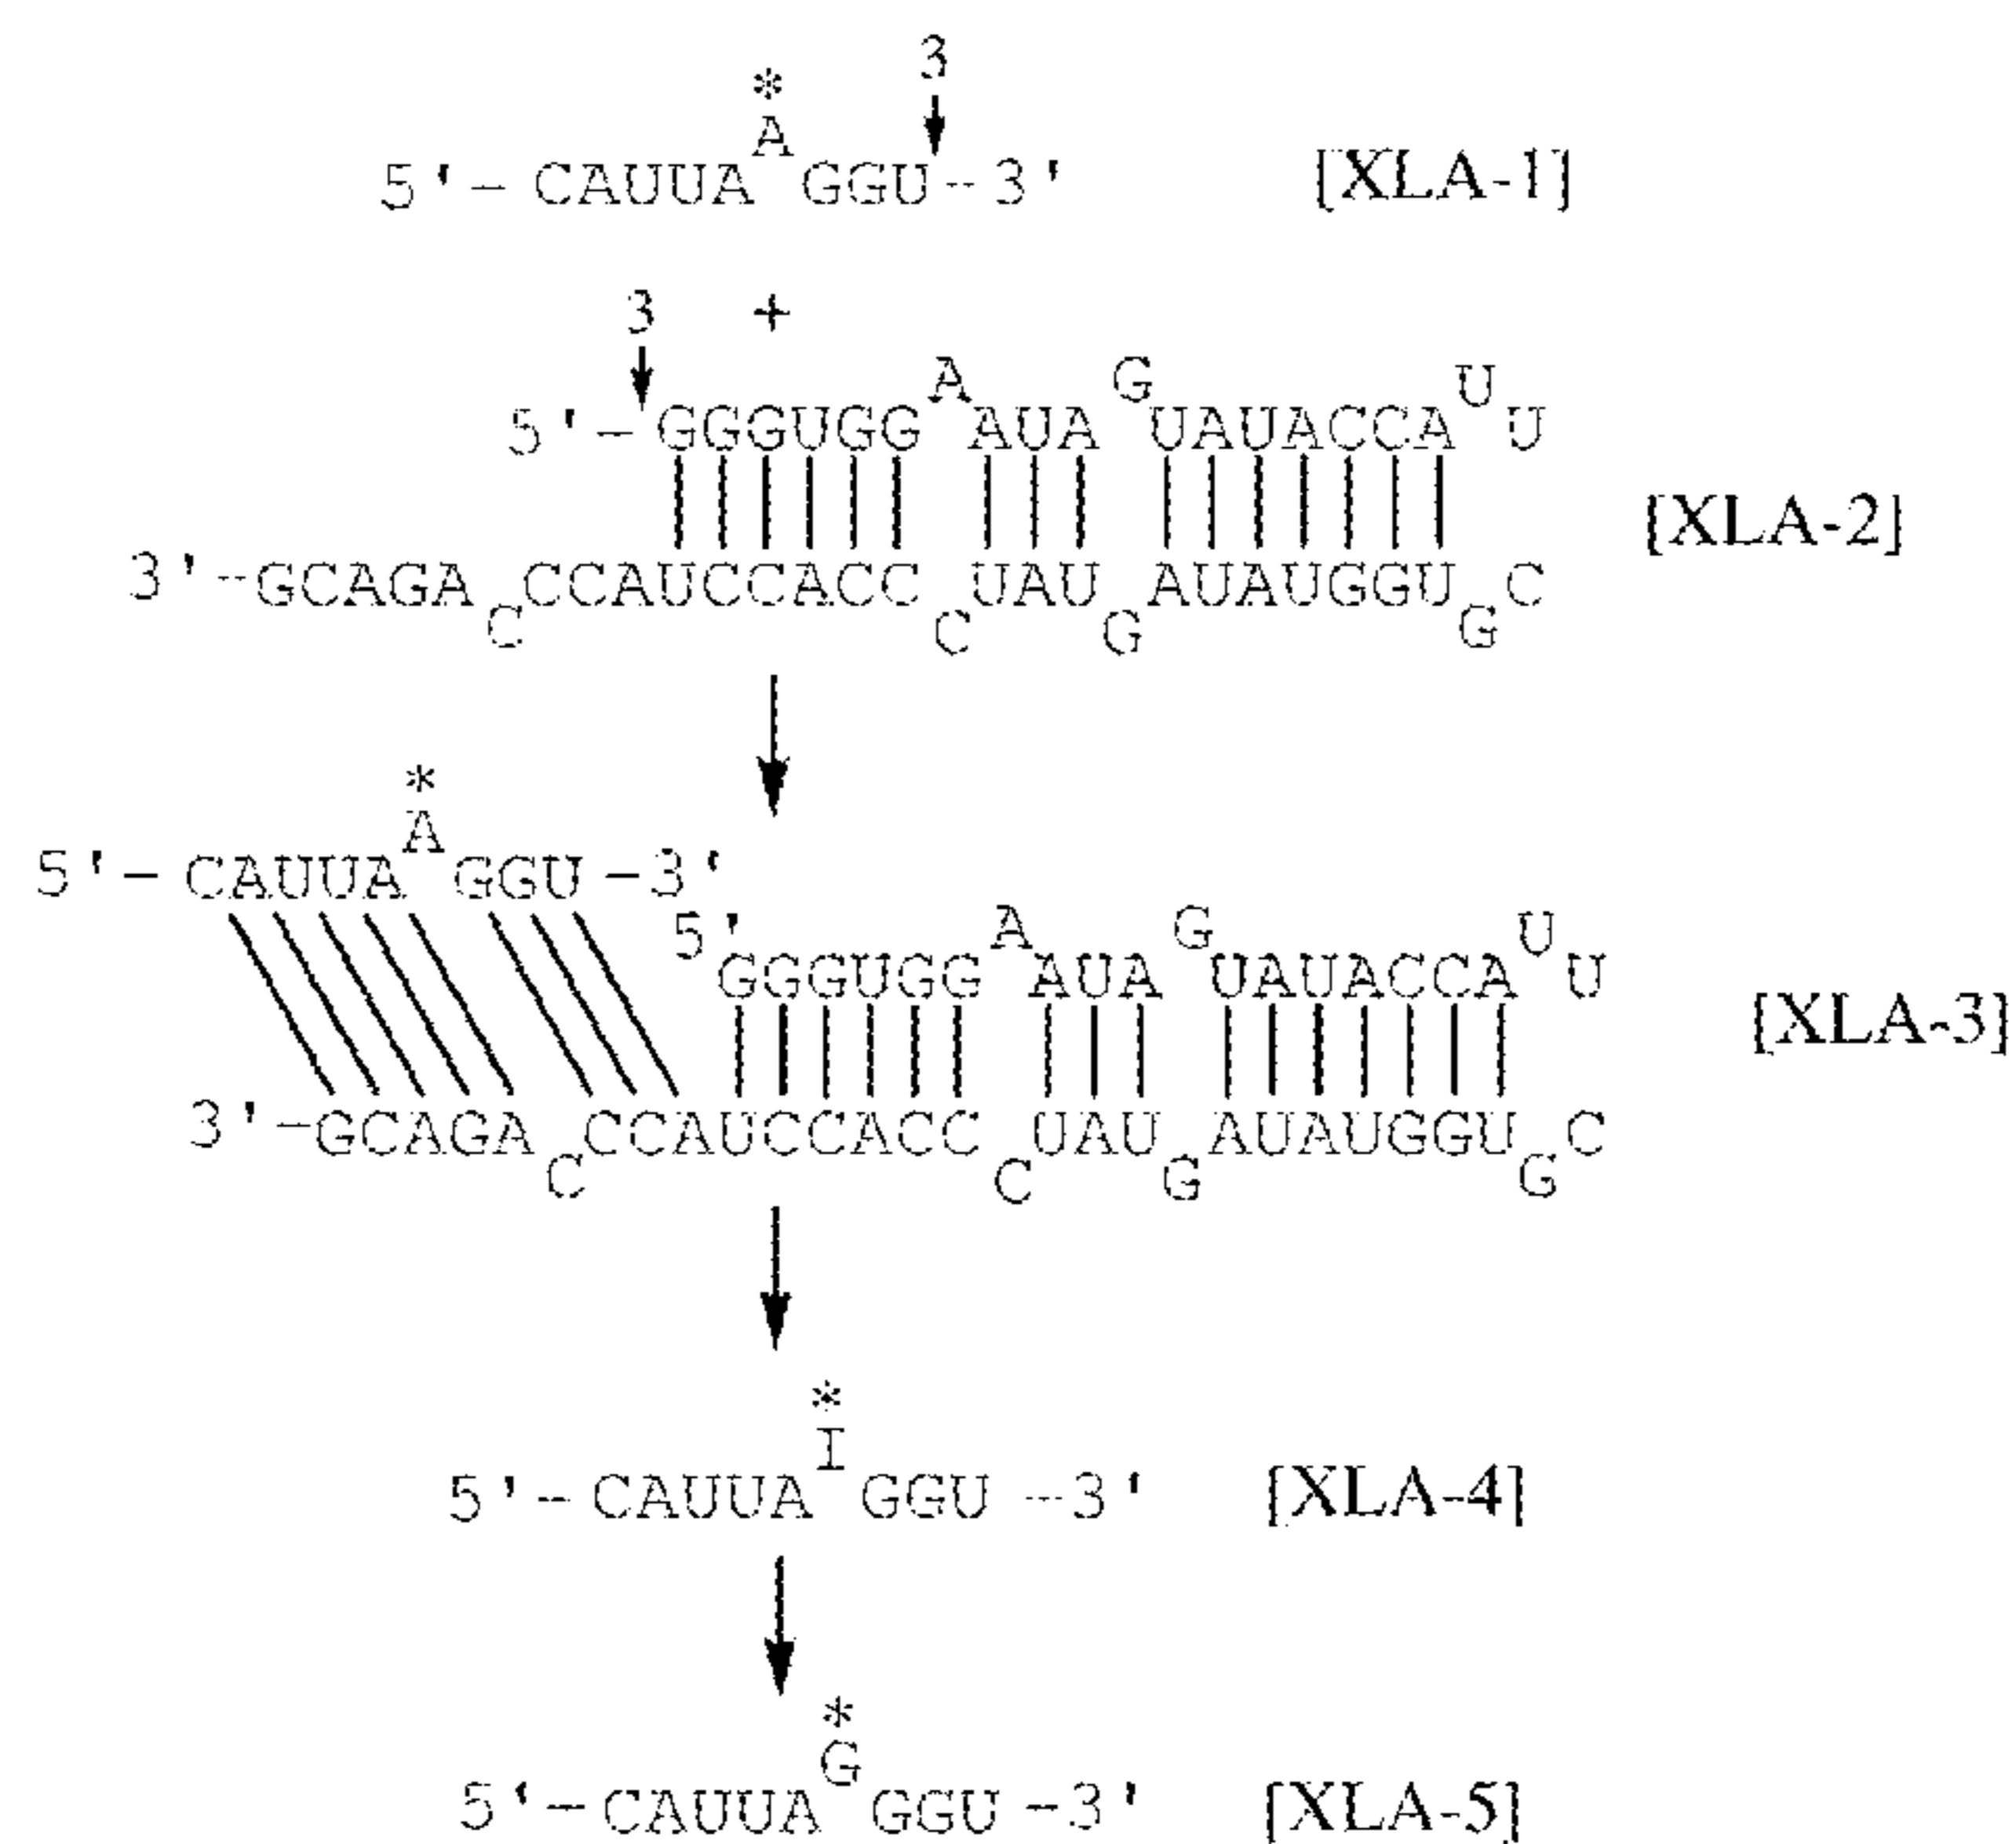 3
*
A
5'-CAUUA GGU-3' [XLA-1]
3 +
A G U
5'-GGGUGG AUA UAUACCA U
[XLA-2]
3'-GCAGA CCAUCCACC UAU AUAUGGU C
C C G G
*
A
5'-CAUUA GGU-3'
5' A G U
GGGUGG AUA UAUACCA U
[XLA-3]
3'-GCAGA CCAUCCACC UAU AUAUGGU C
C C G G
*
I
5'-CAUUA GGU-3' [XLA-4]
*
G
5'-CAUUA GGU-3' [XLA-5]